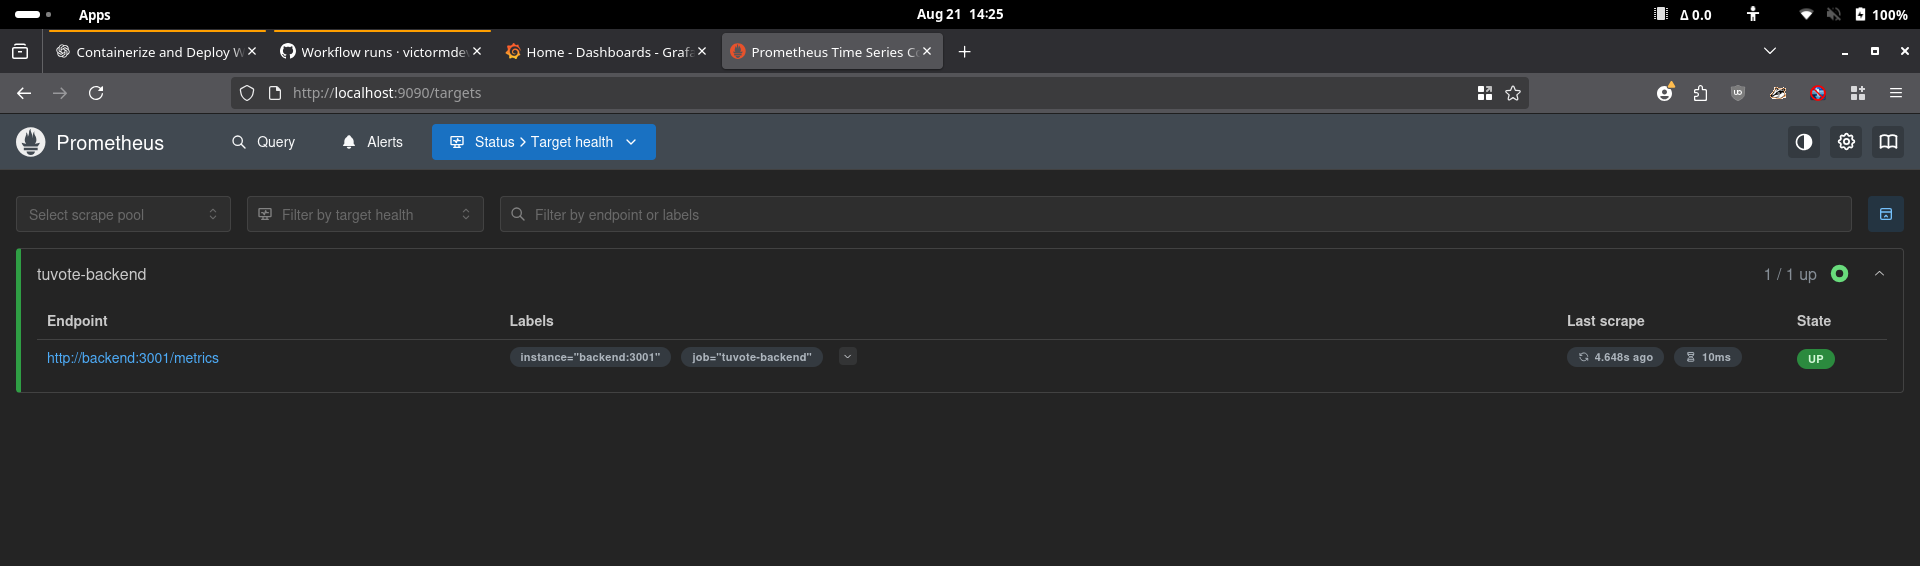 Apps
Aug 21 14:25
Δ 0.0
100%
Containerize and Deploy W
Workflow runs · victormde
Home - Dashboards - Grafa
Prometheus Time Series C
http://localhost:9090/targets
Prometheus
Query
Alerts
Status > Target health
Select scrape pool
Filter by target health
Filter by endpoint or labels
tuvote-backend
1 / 1 up
Endpoint
Labels
Last scrape
State
http://backend:3001/metrics
instance="backend:3001"
job="tuvote-backend"
4.648s ago
10ms
UP